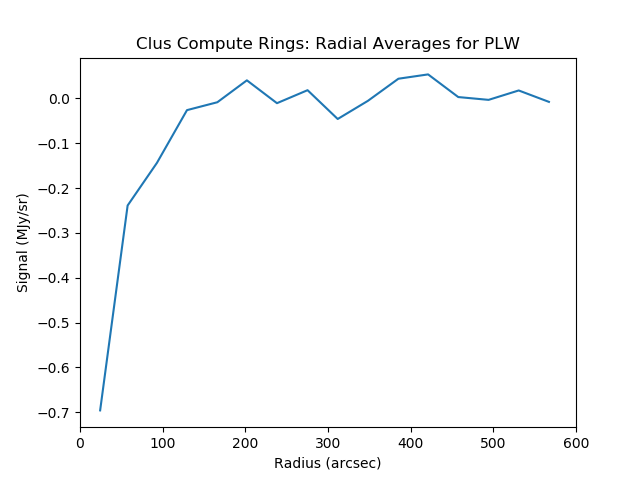 Clus Compute Rings: Radial Averages for PLW
0.0
−0.1
−0.2
−0.3
−0.4
−0.5
−0.6
−0.7
Signal (MJy/sr)
0 100 200 300 400 500 600
Radius (arcsec)